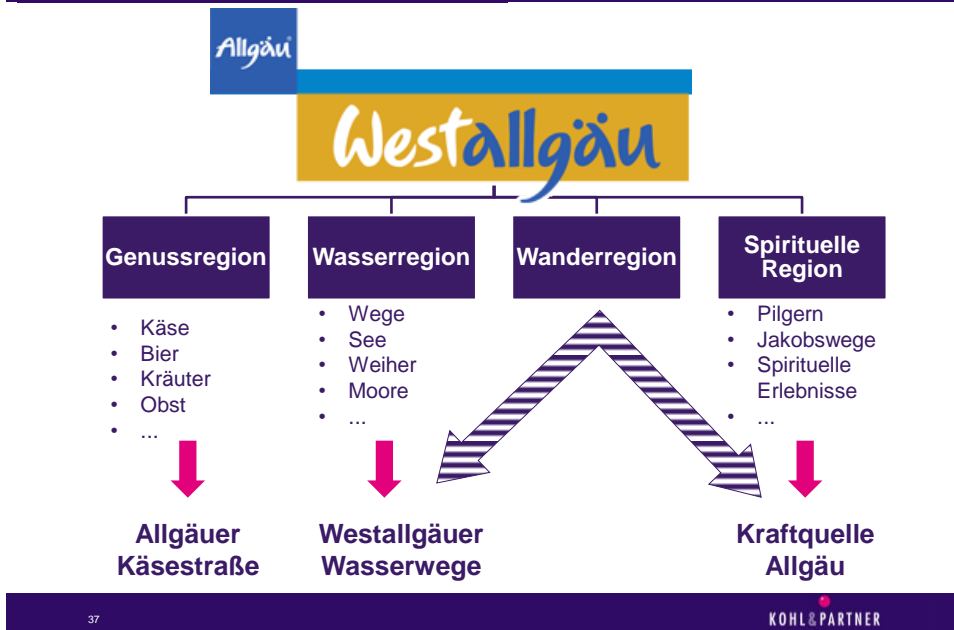 Allgäu
Westallgäu
Genussregion
Wasserregion
Wanderregion
Spirituelle
Region
• Käse
• Bier
• Kräuter
• Obst
• ...
• Wege
• See
• Weiher
• Moore
• ...
• Pilgern
• Jakobswege
• Spirituelle
Erlebnisse
• ...
Allgäuer
Käsestraße
Westallgäuer
Wasserwege
Kraftquelle
Allgäu
37
KOHL&PARTNER